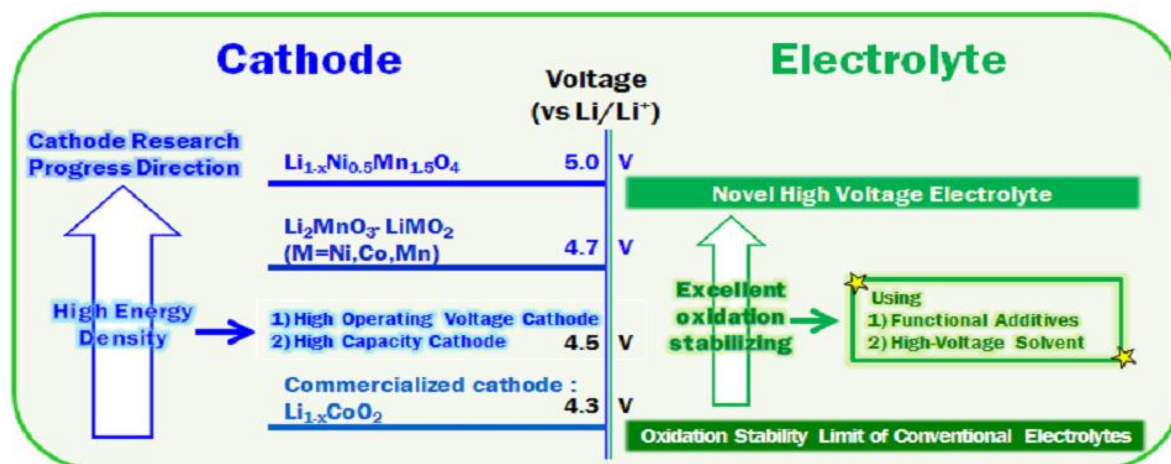 Cathode
Electrolyte
Voltage
(vs Li/Li⁺)
Cathode Research
Progress Direction
High Energy
Density
Li₁₋ₓNi₀.₅Mn₁.₅O₄
5.0 V
Li₂MnO₃- LiMO₂
(M=Ni,Co,Mn)
4.7 V
1) High Operating Voltage Cathode
2) High Capacity Cathode
4.5 V
Commercialized cathode :
Li₁₋ₓCoO₂
4.3 V
Novel High Voltage Electrolyte
Excellent
oxidation
stabilizing
Using
1) Functional Additives
2) High-Voltage Solvent
Oxidation Stability Limit of Conventional Electrolytes